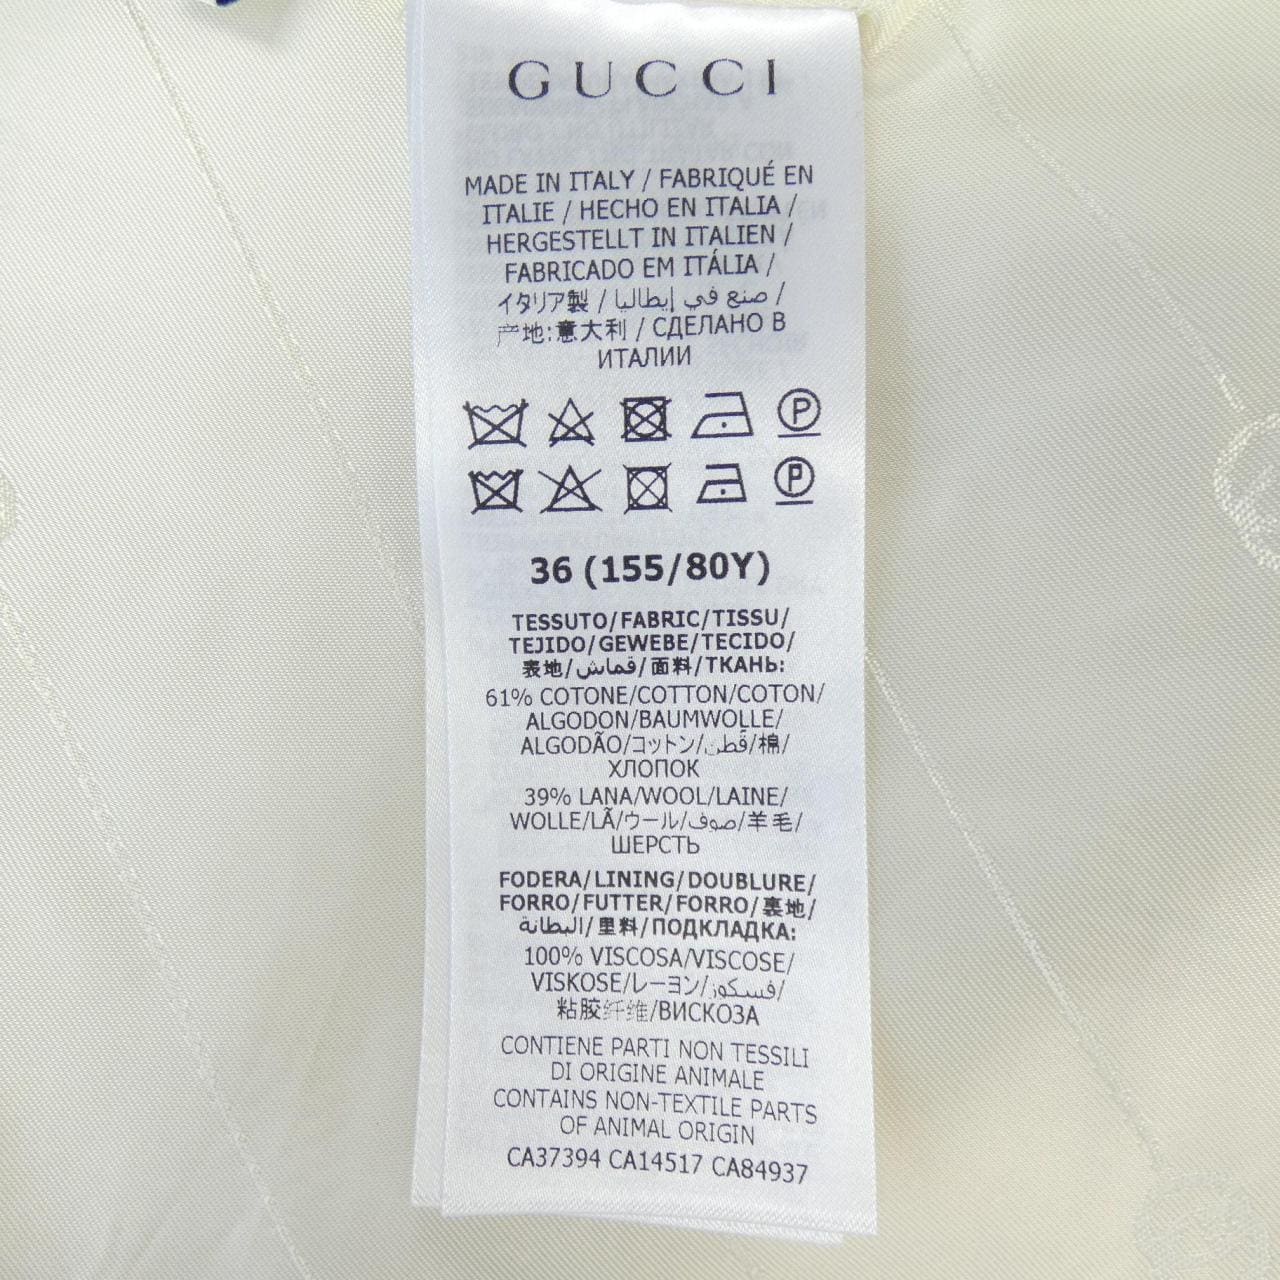 GUCCI
MADE IN ITALY / FABRIQUÉ EN
ITALIE / HECHO EN ITALIA /
HERGESTELLT IN ITALIEN /
FABRICADO EM ITÁLIA /
イタリア製 / صنع في إيطاليا /
产地:意大利 / СДЕЛАНО В
ИТАЛИИ
P
P
36 (155/80Y)
TESSUTO/FABRIC/TISSU/
TEJIDO/GEWEBE/TECIDO/
表地/قماش/面料/ТКАНЬ:
61% COTONE/COTTON/COTON/
ALGODON/BAUMWOLLE/
ALGODÃO/コットン/قطن/棉/
ХЛОПОК
39% LANA/WOOL/LAINE/
WOLLE/LÃ/ウール/صوف/羊毛/
ШЕРСТЬ
FODERA/LINING/DOUBLURE/
FORRO/FUTTER/FORRO/裏地/
البطانة/里料/ПОДКЛАДКА:
100% VISCOSA/VISCOSE/
VISKOSE/レーヨン/فسكوز/
粘胶纤维/ВИСКОЗА
CONTIENE PARTI NON TESSILI
DI ORIGINE ANIMALE
CONTAINS NON-TEXTILE PARTS
OF ANIMAL ORIGIN
CA37394 CA14517 CA84937